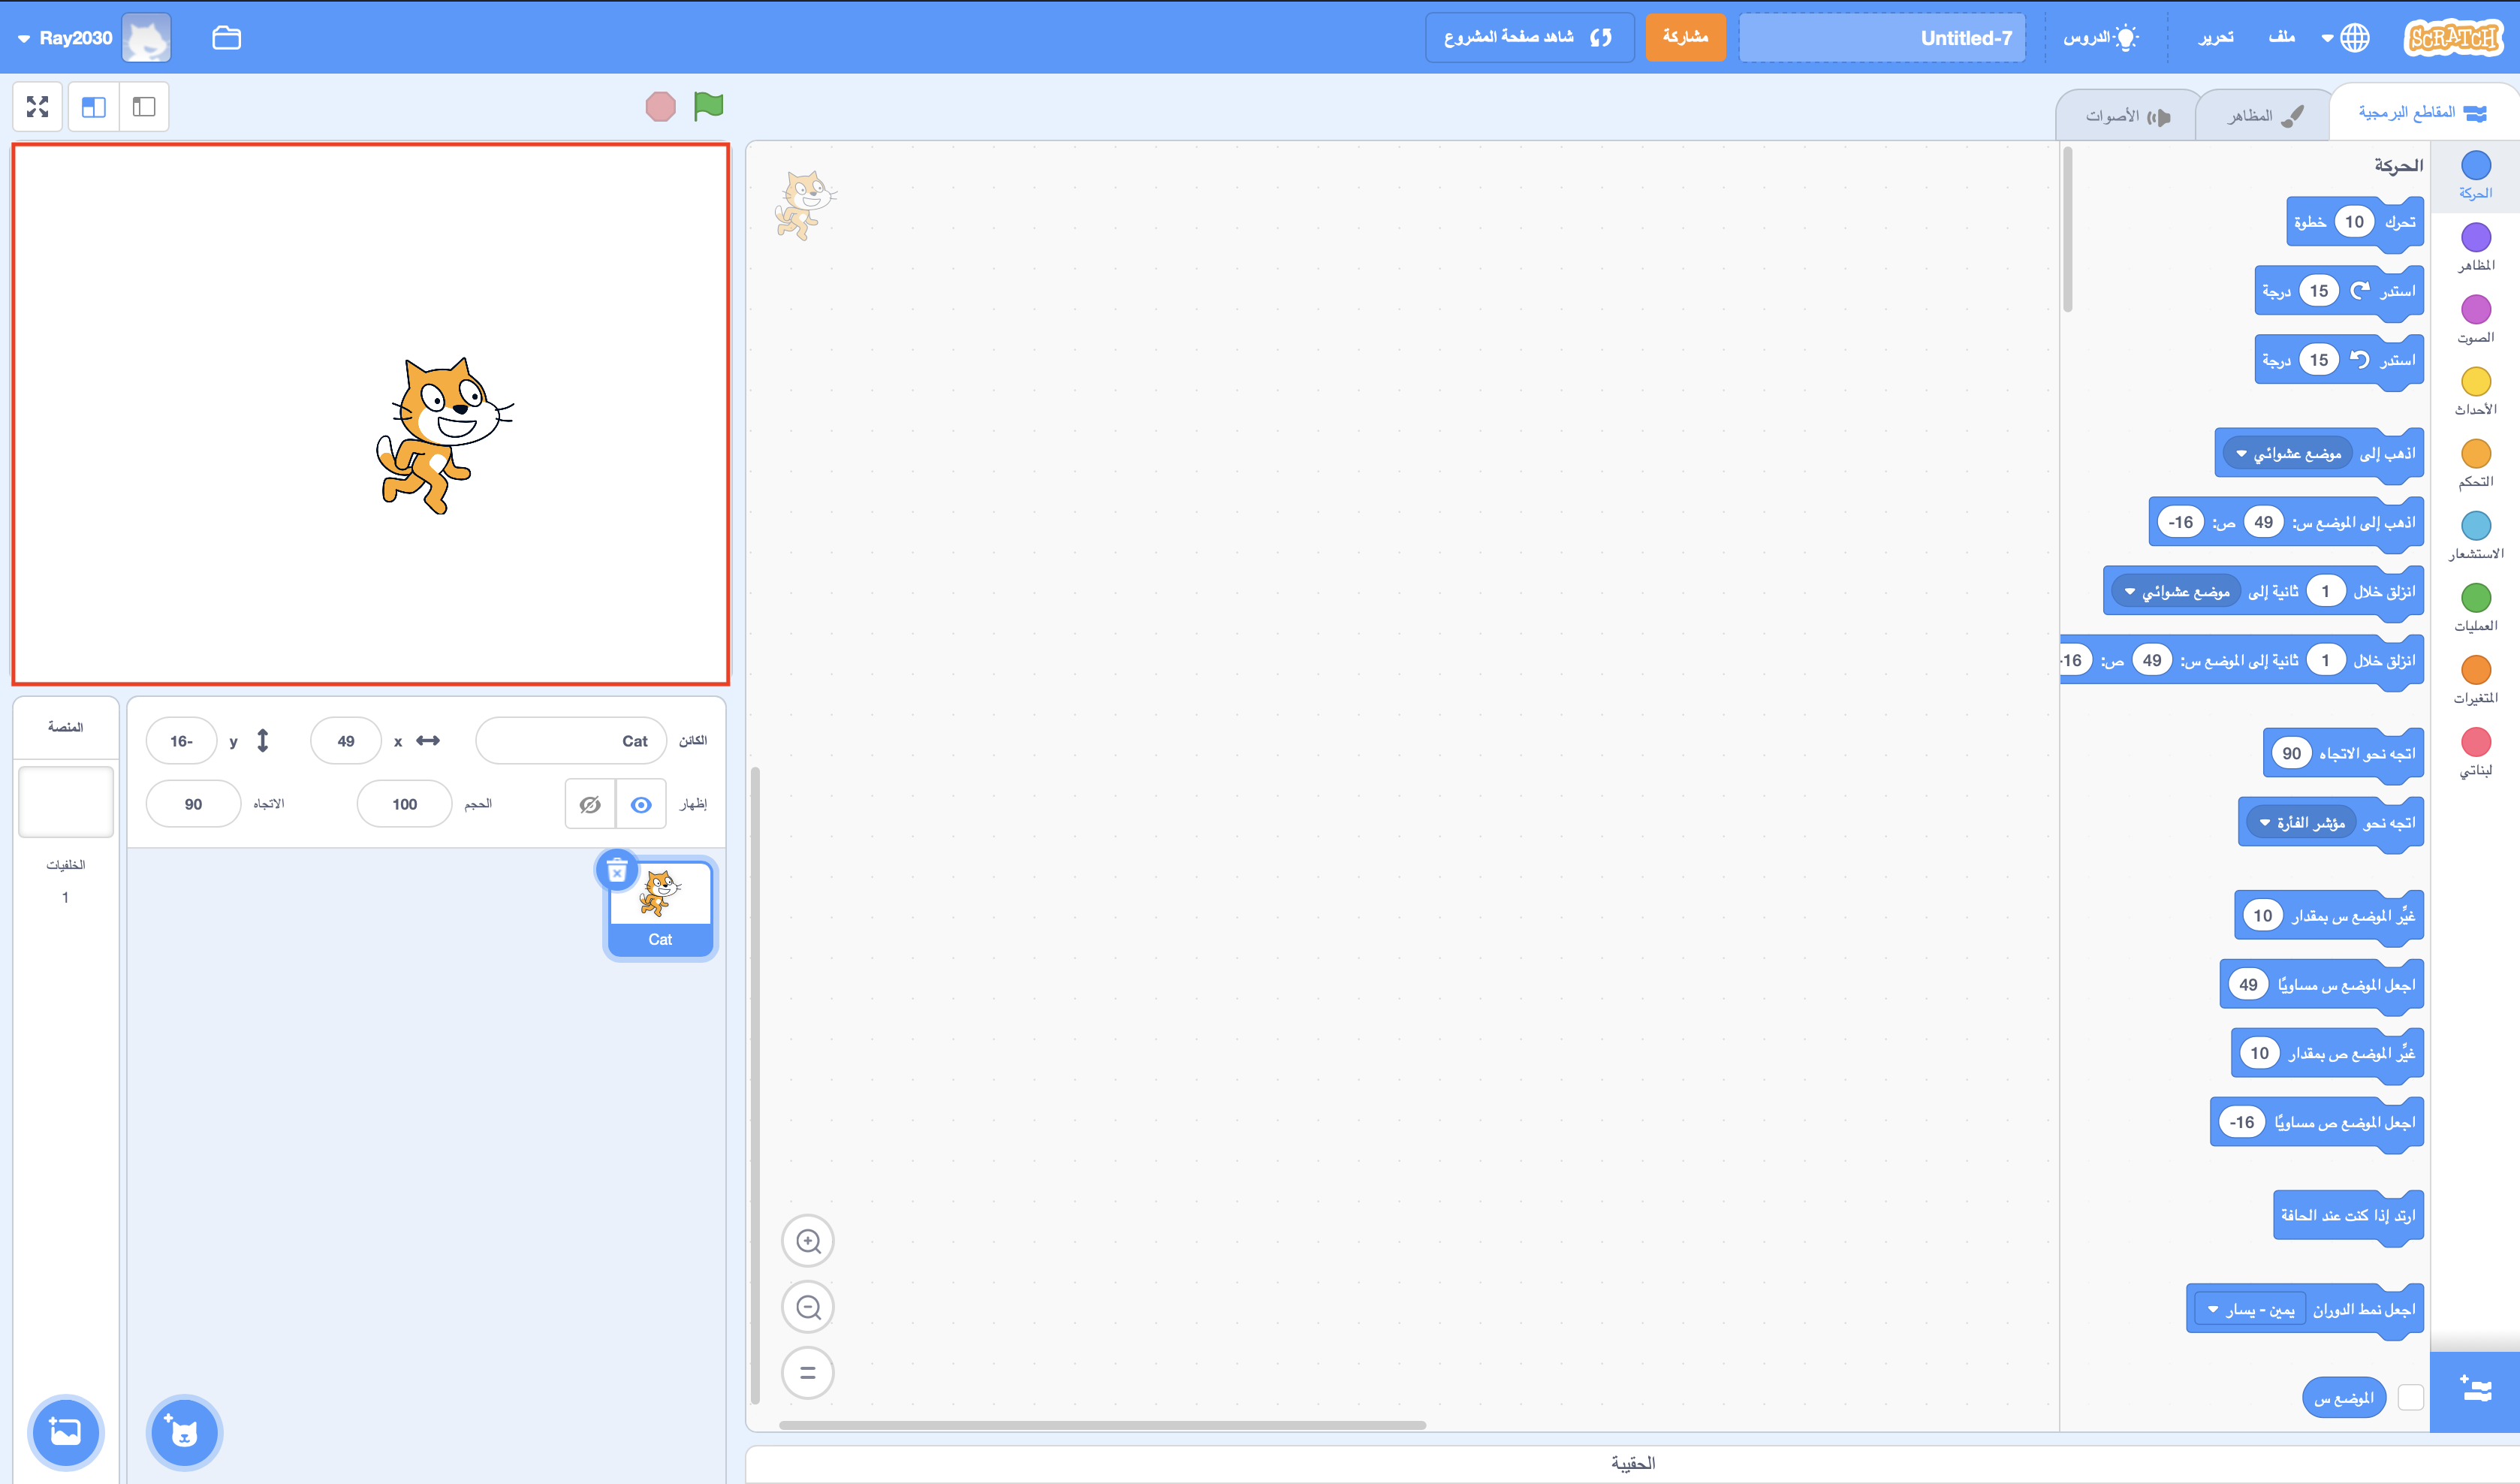 SCRATCH
ملف
تحرير
الدروس
Untitled-7
مشاركة
شاهد صفحة المشروع
Ray2030
المقاطع البرمجية
المظاهر
الأصوات
الحركة
المظاهر
الصوت
الأحداث
التحكم
الاستشعار
العمليات
المتغيرات
لبناتي
الحركة
تحرك 10 خطوة
استدر 15 درجة
استدر 15 درجة
اذهب إلى موضع عشوائي
اذهب إلى الموضع س: 49 ص: -16
انزلق خلال 1 ثانية إلى موضع عشوائي
انزلق خلال 1 ثانية إلى الموضع س: 49 ص: -16
اتجه نحو الاتجاه 90
اتجه نحو مؤشر الفأرة
غيِّر الموضع س بمقدار 10
اجعل الموضع س مساويًا 49
غيِّر الموضع ص بمقدار 10
اجعل الموضع ص مساويًا -16
ارتد إذا كنت عند الحافة
اجعل نمط الدوران يمين - يسار
الموضع س
الكائن Cat x 49 y 16-
إظهار الحجم 100 الاتجاه 90
Cat
المنصة
الخلفيات
1
الحقيبة